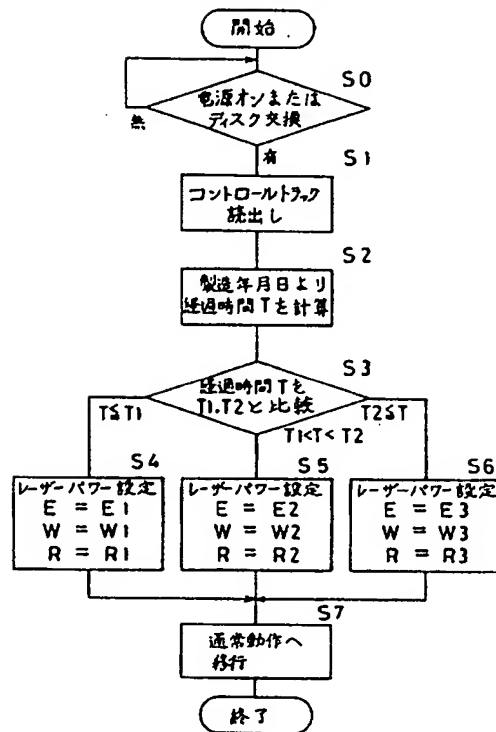 開始
S0
電源オンまたは
ディスク交換
無
有
S1
コントロールトラック
読出し
S2
製造年月日より
経過時間Tを計算
S3
経過時間Tを
T1.T2と比較
T≦T1
T1<T<T2
T2≦T
S4
レーザーパワー設定
E = E1
W = W1
R = R1
S5
レーザーパワー設定
E = E2
W = W2
R = R2
S6
レーザーパワー設定
E = E3
W = W3
R = R3
S7
通常動作へ
移行
終了